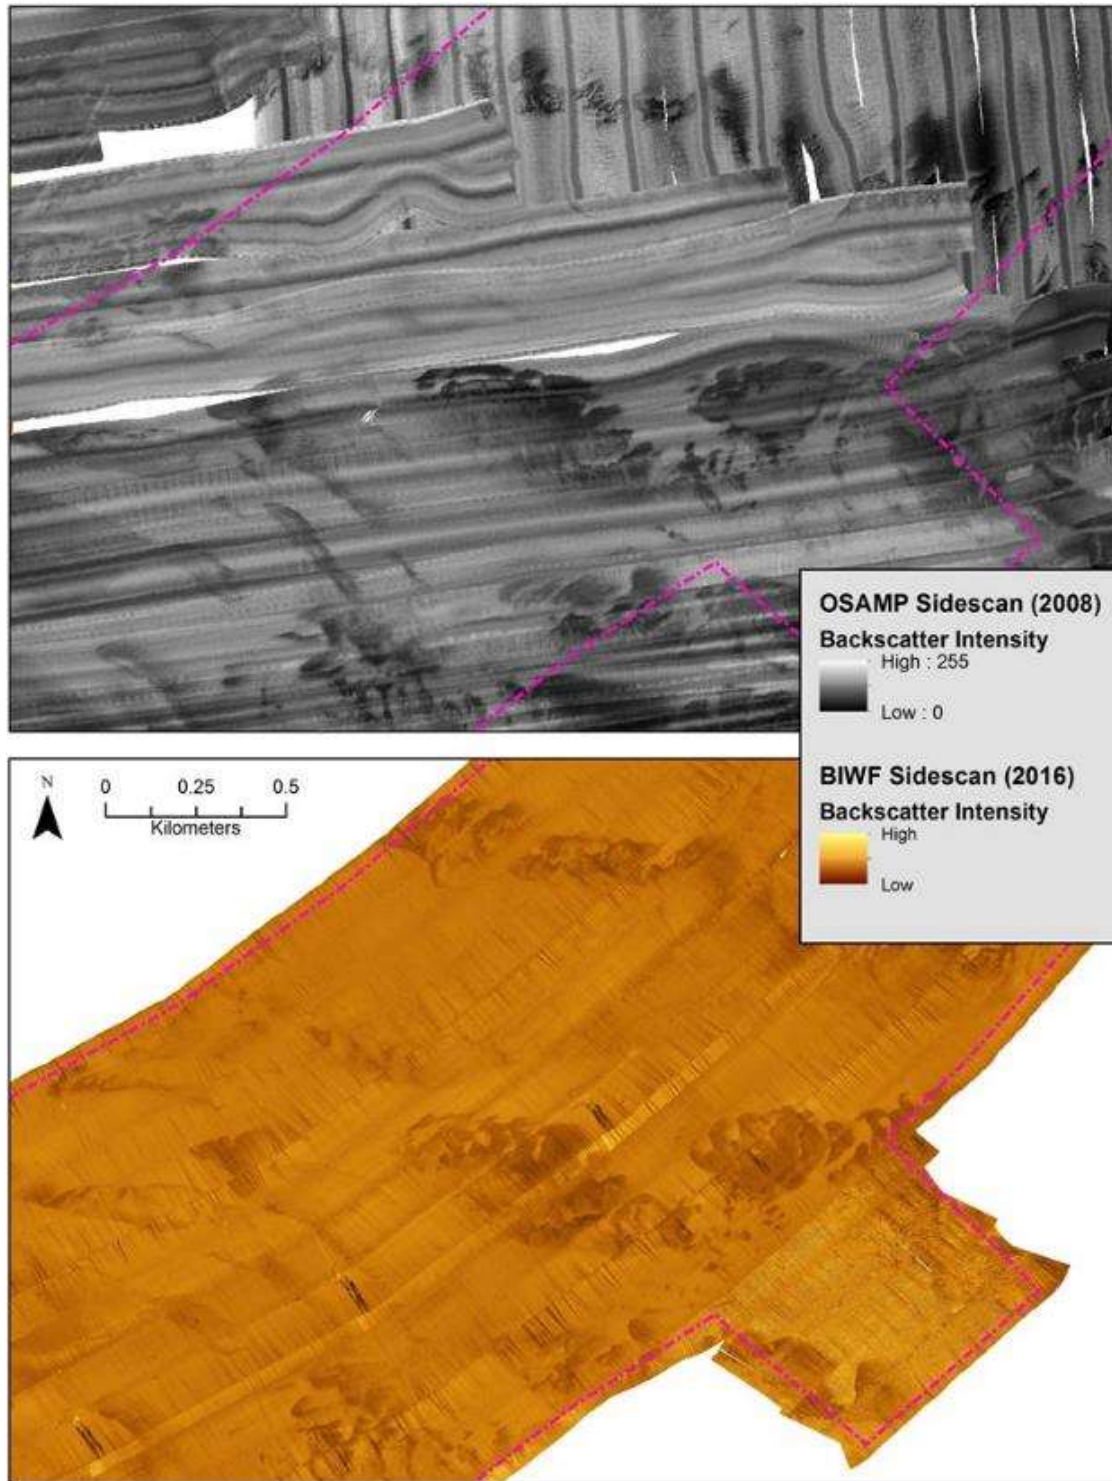 OSAMP Sidescan (2008)
Backscatter Intensity
High : 255
Low : 0
BIWF Sidescan (2016)
Backscatter Intensity
High
Low
N
0 0.25 0.5
Kilometers